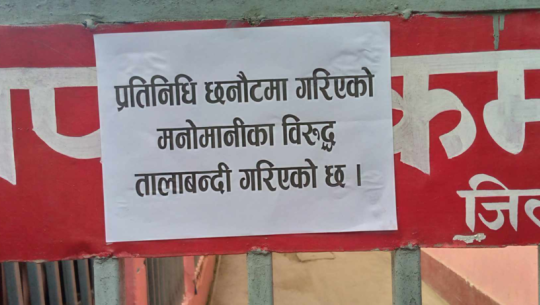 प्रतिनिधि छनौटमा गरिएको
मनोमानीका विरूद्ध
तालाबन्दी गरिएको छ ।